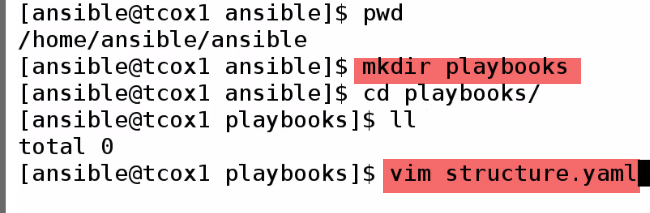 [ansible@tcox1 ansible]$ pwd
/home/ansible/ansible
[ansible@tcox1 ansible]$ mkdir playbooks
[ansible@tcox1 ansible]$ cd playbooks/
[ansible@tcox1 playbooks]$ ll
total 0
[ansible@tcox1 playbooks]$ vim structure.yaml